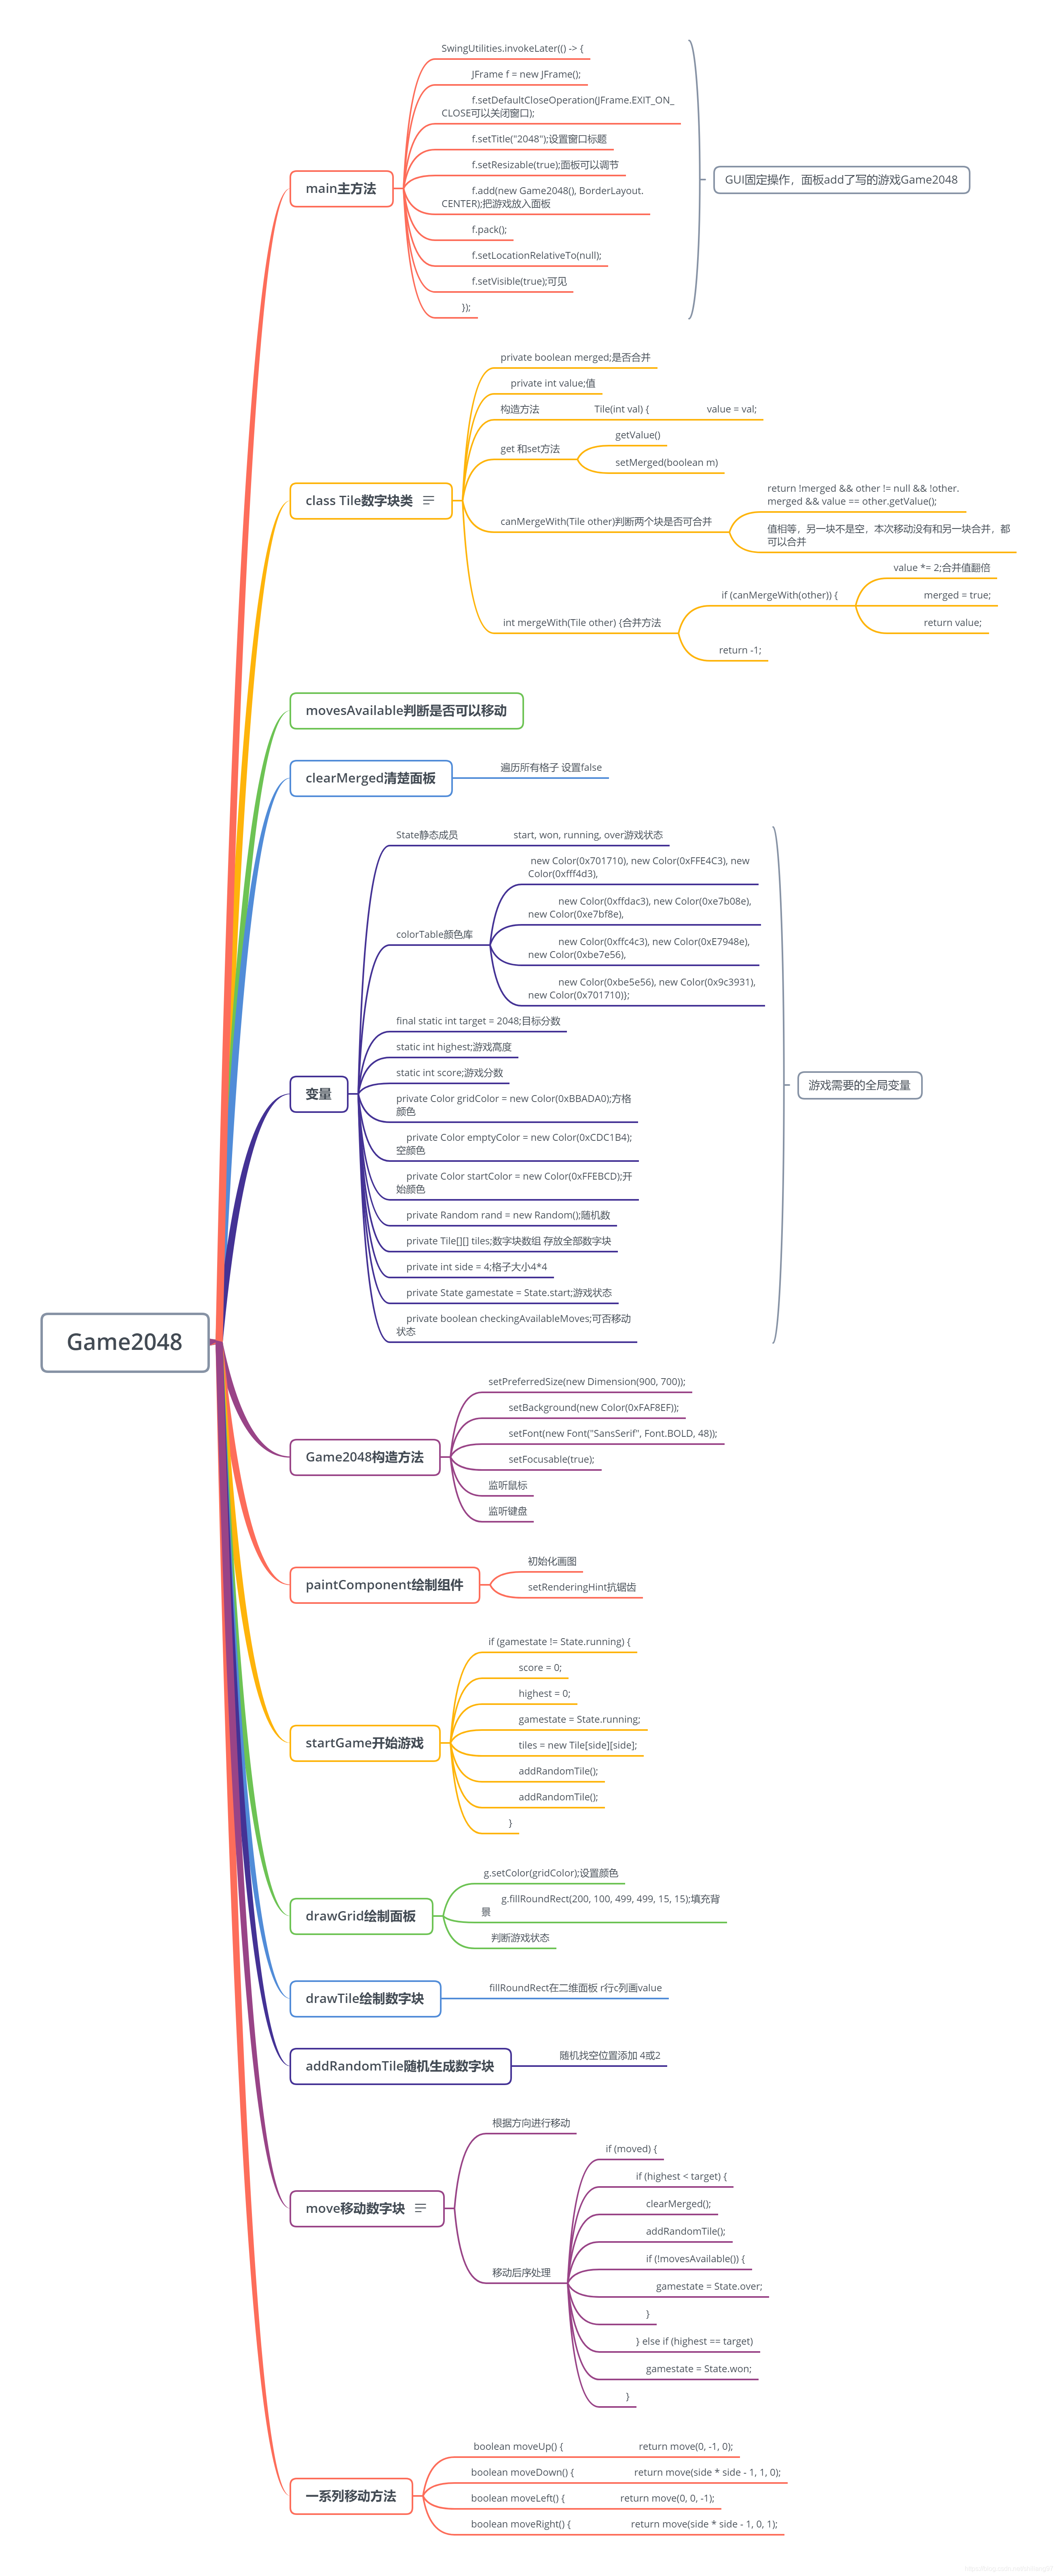 SwingUtilities.invokeLater(() -> {
JFrame f = new JFrame();
f.setDefaultCloseOperation(JFrame.EXIT_ON_
CLOSE可以关闭窗口);
f.setTitle("2048");设置窗口标题
f.setResizable(true);面板可以调节
main主方法
f.add(new Game2048(), BorderLayout.
CENTER);把游戏放入面板
f.pack();
f.setLocationRelativeTo(null);
f.setVisible(true);可见
});
GUI固定操作，面板add了写的游戏Game2048
private boolean merged;是否合并
private int value;值
构造方法 Tile(int val) { value = val;
get 和set方法
getValue()
setMerged(boolean m)
class Tile数字块类
canMergeWith(Tile other)判断两个块是否可合并
return !merged && other != null && !other.
merged && value == other.getValue();
值相等，另一块不是空，本次移动没有和另一块合并，都
可以合并
int mergeWith(Tile other) {合并方法
if (canMergeWith(other)) {
value *= 2;合并值翻倍
merged = true;
return value;
return -1;
movesAvailable判断是否可以移动
clearMerged清楚面板
遍历所有格子 设置false
State静态成员 start, won, running, over游戏状态
colorTable颜色库
new Color(0x701710), new Color(0xFFE4C3), new
Color(0xfff4d3),
new Color(0xffdac3), new Color(0xe7b08e),
new Color(0xe7bf8e),
new Color(0xffc4c3), new Color(0xE7948e),
new Color(0xbe7e56),
new Color(0xbe5e56), new Color(0x9c3931),
new Color(0x701710)};
final static int target = 2048;目标分数
static int highest;游戏高度
static int score;游戏分数
变量
private Color gridColor = new Color(0xBBADA0);方格
颜色
private Color emptyColor = new Color(0xCDC1B4);
空颜色
private Color startColor = new Color(0xFFEBCD);开
始颜色
private Random rand = new Random();随机数
private Tile[][] tiles;数字块数组 存放全部数字块
private int side = 4;格子大小4*4
private State gamestate = State.start;游戏状态
private boolean checkingAvailableMoves;可否移动
状态
游戏需要的全局变量
Game2048
setPreferredSize(new Dimension(900, 700));
setBackground(new Color(0xFAF8EF));
setFont(new Font("SansSerif", Font.BOLD, 48));
Game2048构造方法
setFocusable(true);
监听鼠标
监听键盘
paintComponent绘制组件
初始化画图
setRenderingHint抗锯齿
if (gamestate != State.running) {
score = 0;
highest = 0;
gamestate = State.running;
startGame开始游戏
tiles = new Tile[side][side];
addRandomTile();
addRandomTile();
}
g.setColor(gridColor);设置颜色
drawGrid绘制面板
g.fillRoundRect(200, 100, 499, 499, 15, 15);填充背
景
判断游戏状态
drawTile绘制数字块
fillRoundRect在二维面板 r行c列画value
addRandomTile随机生成数字块
随机找空位置添加 4或2
根据方向进行移动
move移动数字块
移动后序处理
if (moved) {
if (highest < target) {
clearMerged();
addRandomTile();
if (!movesAvailable()) {
gamestate = State.over;
}
} else if (highest == target)
gamestate = State.won;
}
一系列移动方法
boolean moveUp() { return move(0, -1, 0);
boolean moveDown() { return move(side * side - 1, 1, 0);
boolean moveLeft() { return move(0, 0, -1);
boolean moveRight() { return move(side * side - 1, 0, 1);